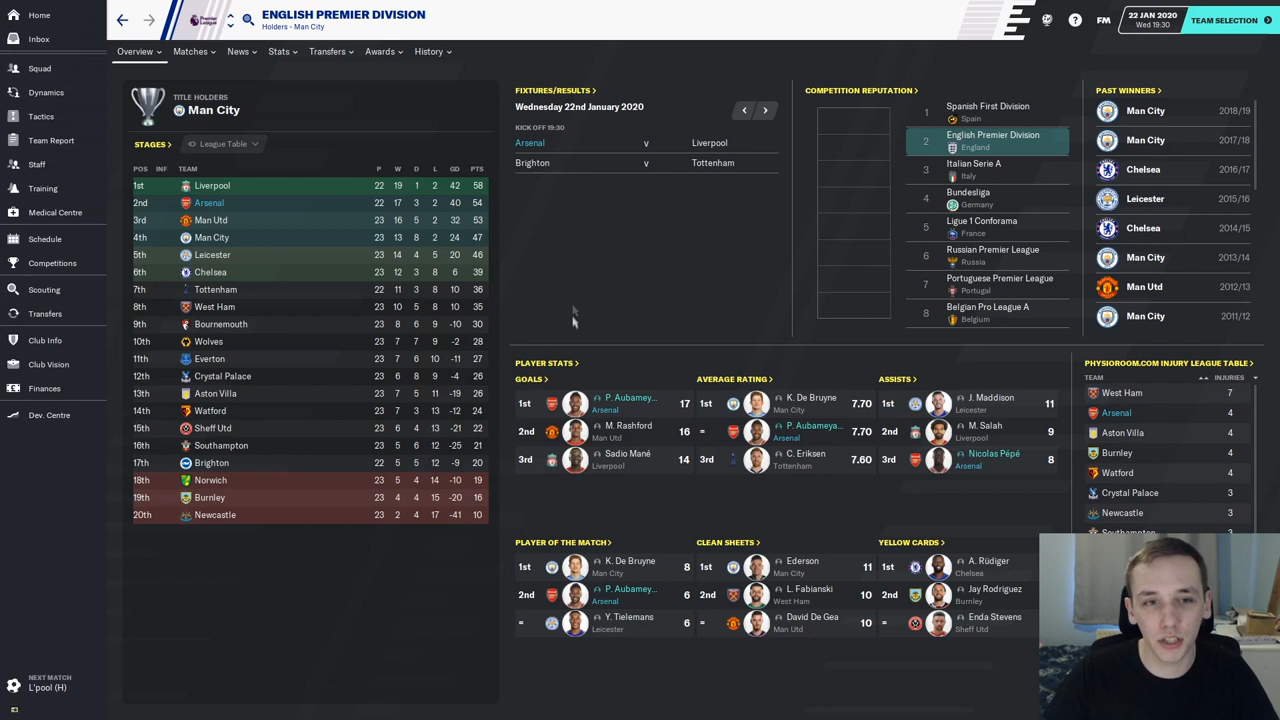 Home
Inbox
Squad
Dynamics
Tactics
Team Report
Staff
Training
Medical Centre
Schedule
Competitions
Scouting
Transfers
Club Info
Club Vision
Finances
Dev. Centre
NEXT MATCH
L'pool (H)
Premier League
ENGLISH PREMIER DIVISION
Holders - Man City
FM
22 JAN 2020
Wed 19:30
TEAM SELECTION
Overview Matches News Stats Transfers Awards History
TITLE HOLDERS
Man City
STAGES > League Table
POS INF TEAM P W D L GD PTS
1st Liverpool 22 19 1 2 42 58
2nd Arsenal 22 17 3 2 40 54
3rd Man Utd 23 16 5 2 32 53
4th Man City 23 13 8 2 24 47
5th Leicester 23 14 4 5 20 46
6th Chelsea 23 12 3 8 6 39
7th Tottenham 22 11 3 8 10 36
8th West Ham 23 10 5 8 10 35
9th Bournemouth 23 8 6 9 -10 30
10th Wolves 23 7 7 9 -2 28
11th Everton 23 7 6 10 -11 27
12th Crystal Palace 23 6 8 9 -4 26
13th Aston Villa 23 7 5 11 -19 26
14th Watford 23 7 3 13 -12 24
15th Sheff Utd 23 6 4 13 -21 22
16th Southampton 23 5 6 12 -25 21
17th Brighton 22 5 5 12 -9 20
18th Norwich 23 5 4 14 -10 19
19th Burnley 23 4 4 15 -20 16
20th Newcastle 23 2 4 17 -41 10
FIXTURES/RESULTS >
Wednesday 22nd January 2020
KICK OFF 19:30
Arsenal v Liverpool
Brighton v Tottenham
COMPETITION REPUTATION >
1 Spanish First Division
Spain
2 English Premier Division
England
3 Italian Serie A
Italy
4 Bundesliga
Germany
5 Ligue 1 Conforama
France
6 Russian Premier League
Russia
7 Portuguese Premier League
Portugal
8 Belgian Pro League A
Belgium
PAST WINNERS >
Man City 2018/19
Man City 2017/18
Chelsea 2016/17
Leicester 2015/16
Chelsea 2014/15
Man City 2013/14
Man Utd 2012/13
Man City 2011/12
PLAYER STATS >
GOALS >
1st P. Aubamey... 17
Arsenal
2nd M. Rashford 16
Man Utd
3rd Sadio Mané 14
Liverpool
AVERAGE RATING >
1st K. De Bruyne 7.70
Man City
= P. Aubameya... 7.70
Arsenal
3rd C. Eriksen 7.60
Tottenham
ASSISTS >
1st J. Maddison 11
Leicester
2nd M. Salah 9
Liverpool
3rd Nicolas Pépé 8
Arsenal
PLAYER OF THE MATCH >
1st K. De Bruyne 8
Man City
2nd P. Aubamey... 6
Arsenal
= Y. Tielemans 6
Leicester
CLEAN SHEETS >
1st Ederson 11
Man City
2nd L. Fabianski 10
West Ham
= David De Gea 10
Man Utd
YELLOW CARDS >
1st A. Rüdiger
Chelsea
2nd Jay Rodriguez
Burnley
= Enda Stevens
Sheff Utd
PHYSIOROOM.COM INJURY LEAGUE TABLE >
TEAM INJURIES
West Ham 7
Arsenal 4
Aston Villa 4
Burnley 4
Watford 4
Crystal Palace 3
Newcastle 3
Southampton 3